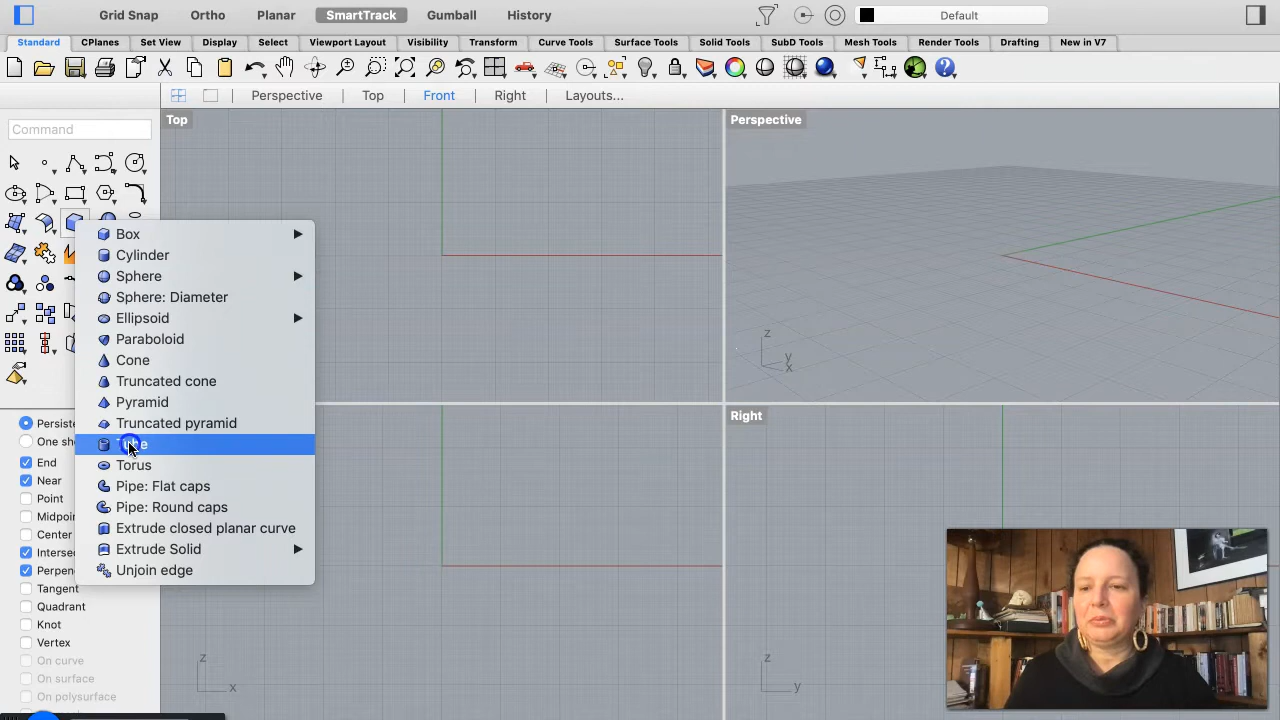 Grid Snap Ortho Planar SmartTrack Gumball History Default
Standard CPlanes Set View Display Select Viewport Layout Visibility Transform Curve Tools Surface Tools Solid Tools SubD Tools Mesh Tools Render Tools Drafting New in V7
Perspective Top Front Right Layouts...
Top
Perspective
Command
Box
Cylinder
Sphere
Sphere: Diameter
Ellipsoid
Paraboloid
Cone
Truncated cone
Pyramid
Truncated pyramid
Torus
Pipe: Flat caps
Pipe: Round caps
Extrude closed planar curve
Extrude Solid
Unjoin edge
End
Near
Point
Center
Tangent
Quadrant
Knot
Vertex
On curve
On surface
On polysurface
Right
z
y
x
z
x
z
y